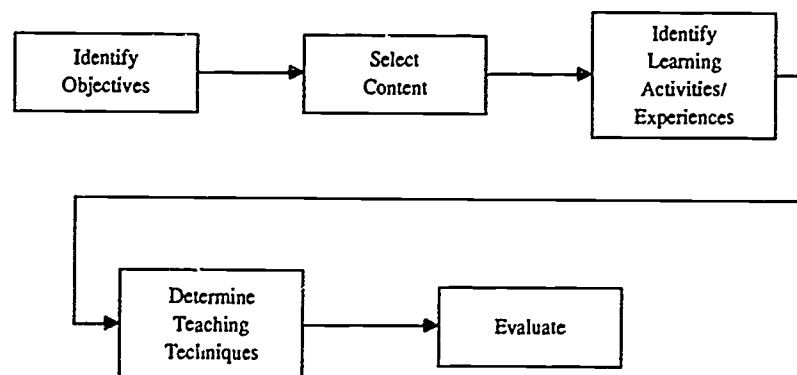 Identify
Objectives
Select
Content
Identify
Learning
Activities/
Experiences
Determine
Teaching
Techniques
Evaluate